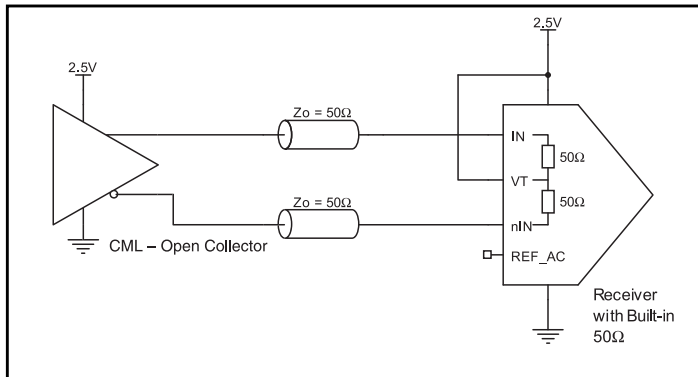 2.5V
2.5V
Zo = 50Ω
IN
50Ω
VT
Zo = 50Ω
50Ω
nIN
CML – Open Collector
REF_AC
Receiver
with Built-in
50Ω